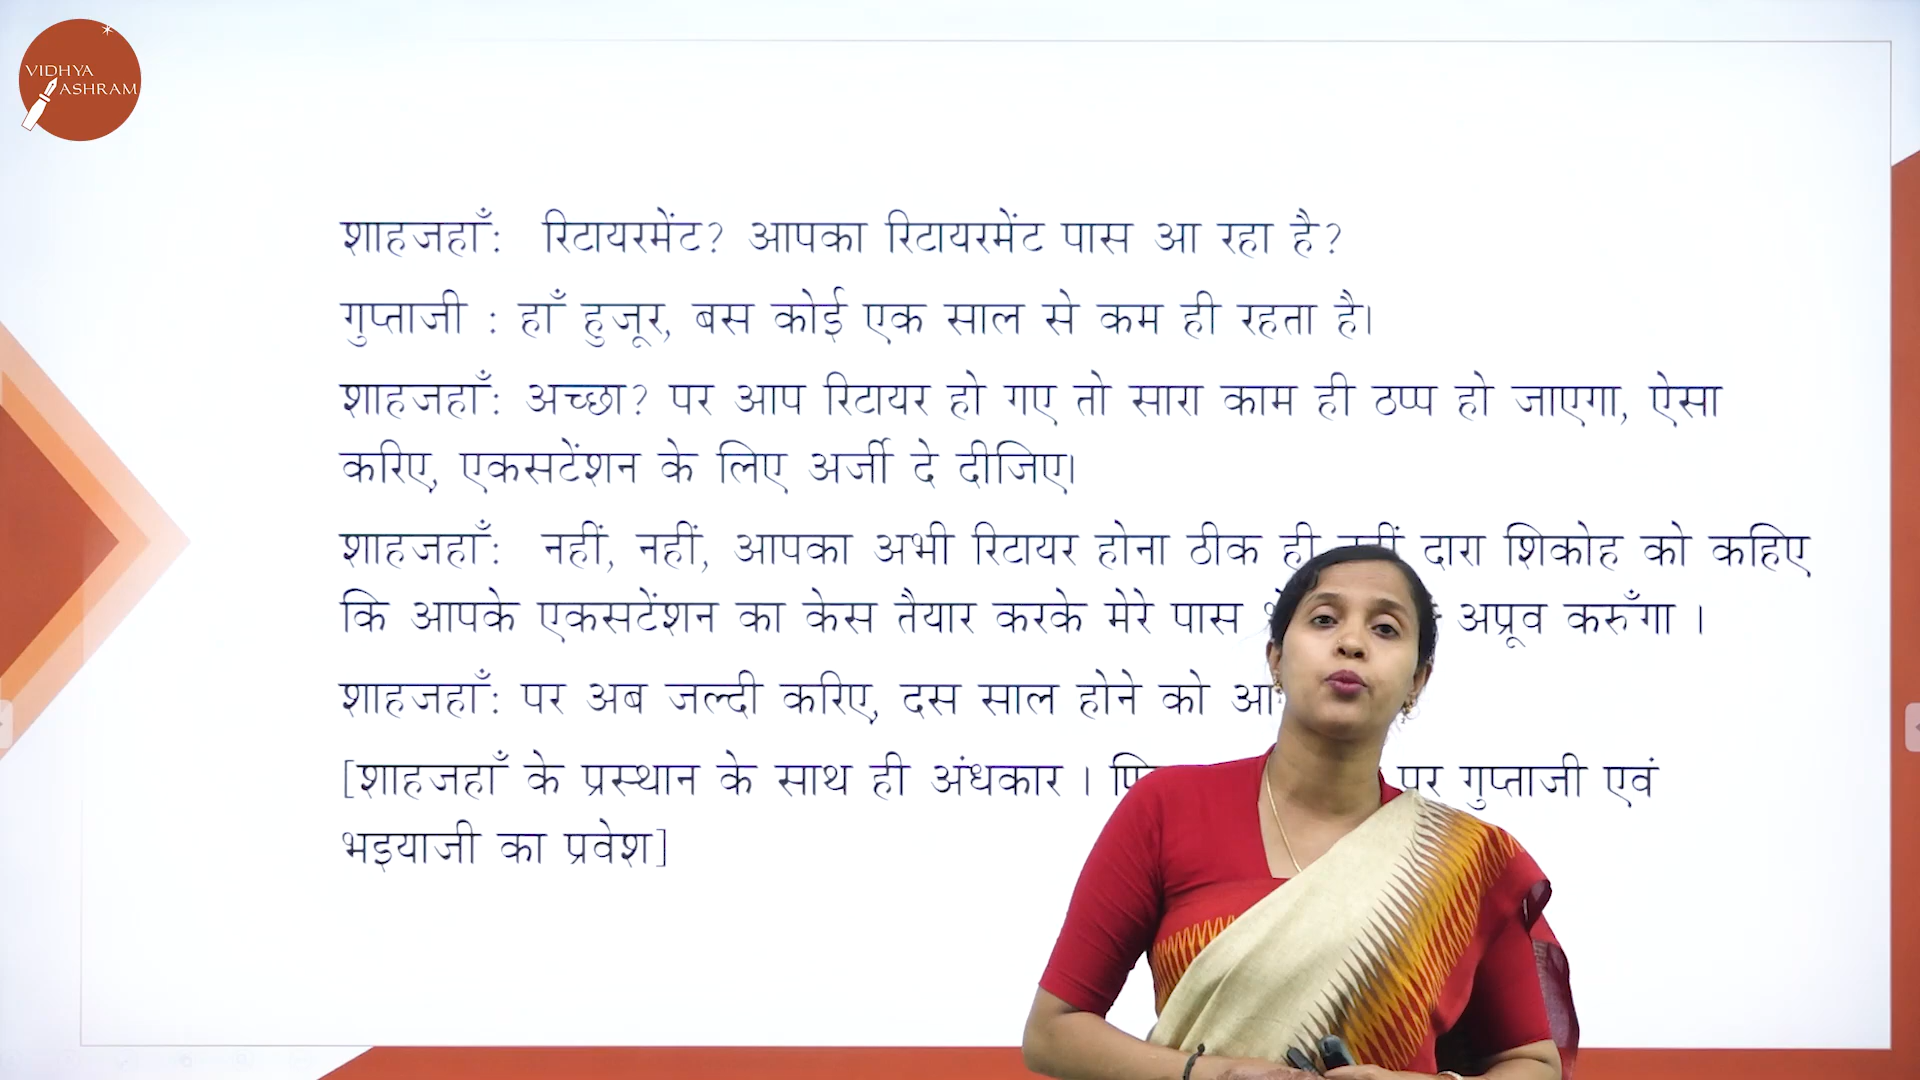 VIDHYA
ASHRAM
शाहजहाँ: रिटायरमेंट? आपका रिटायरमेंट पास आ रहा है?
गुप्ताजी : हाँ हुजूर, बस कोई एक साल से कम ही रहता है।
शाहजहाँ: अच्छा? पर आप रिटायर हो गए तो सारा काम ही ठप्प हो जाएगा, ऐसा
करिए, एकसटेंशन के लिए अर्जी दे दीजिए।
शाहजहाँ: नहीं, नहीं, आपका अभी रिटायर होना ठीक ही दारा शिकोह को कहिए
कि आपके एकसटेंशन का केस तैयार करके मेरे पास अप्रूव करुँगा ।
शाहजहाँ: पर अब जल्दी करिए, दस साल होने को
[शाहजहाँ के प्रस्थान के साथ ही अंधकार । पर गुप्ताजी एवं
भइयाजी का प्रवेश]